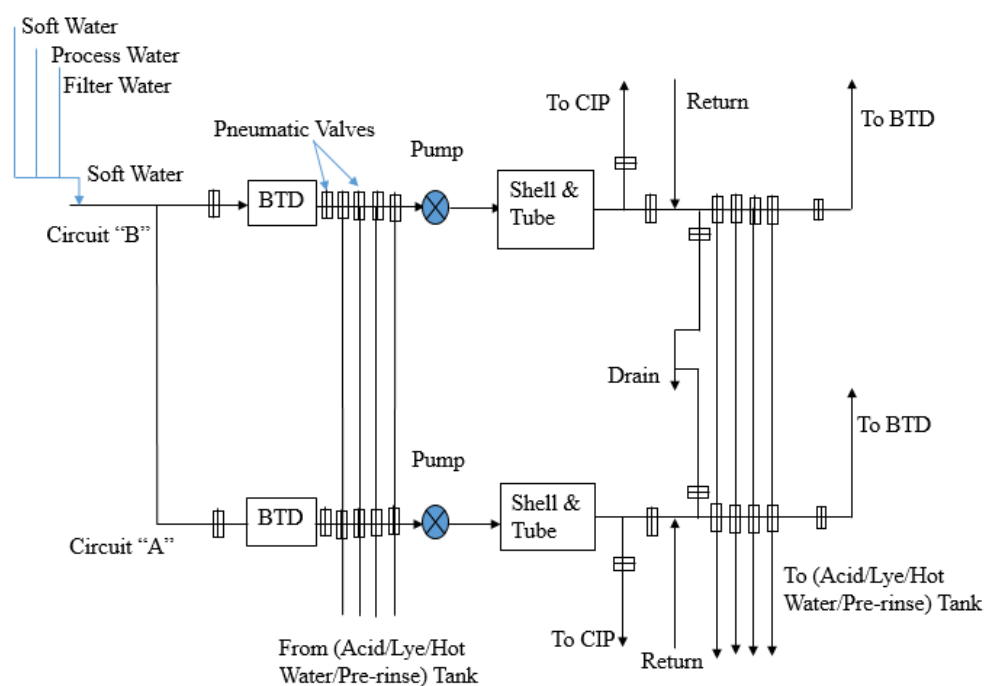 Soft Water
Process Water
Filter Water
Soft Water
Circuit “B”
Pneumatic Valves
BTD
Pump
Shell &
Tube
To CIP
Return
To BTD
Drain
To BTD
Circuit “A”
BTD
Pump
Shell &
Tube
From (Acid/Lye/Hot
Water/Pre-rinse) Tank
To CIP
Return
To (Acid/Lye/Hot
Water/Pre-rinse) Tank